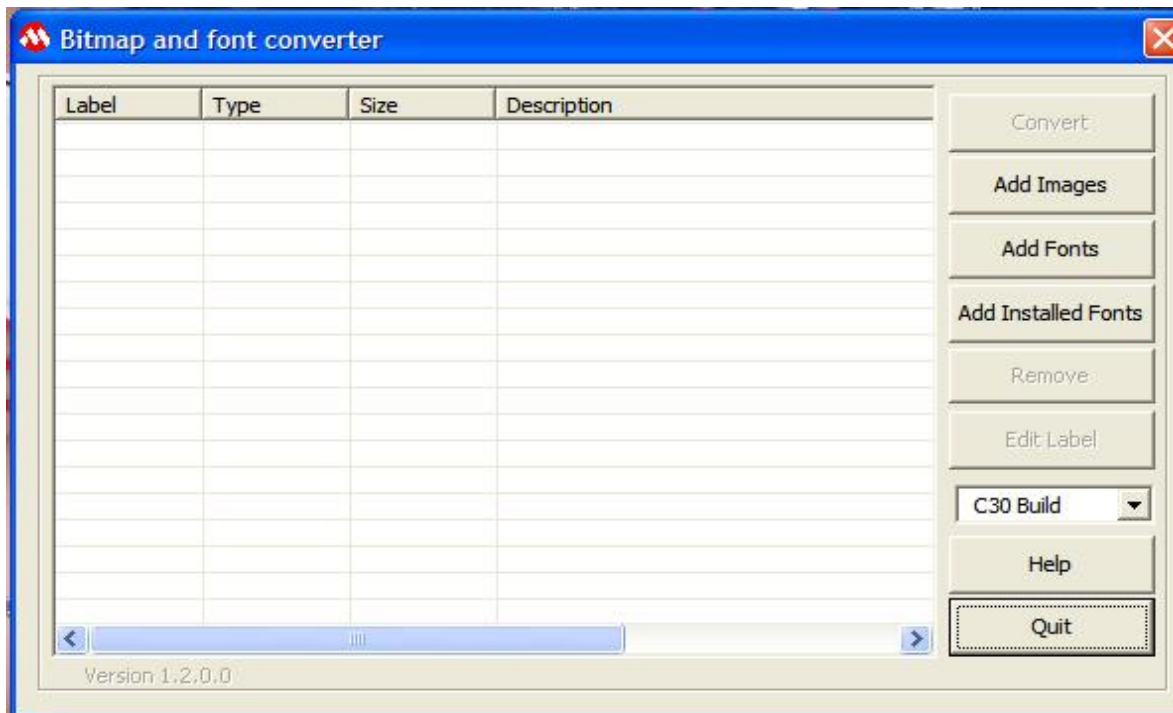 Bitmap and font converter
Label Type Size Description
Convert
Add Images
Add Fonts
Add Installed Fonts
Remove
Edit Label
C30 Build
Help
Quit
Version 1.2.0.0